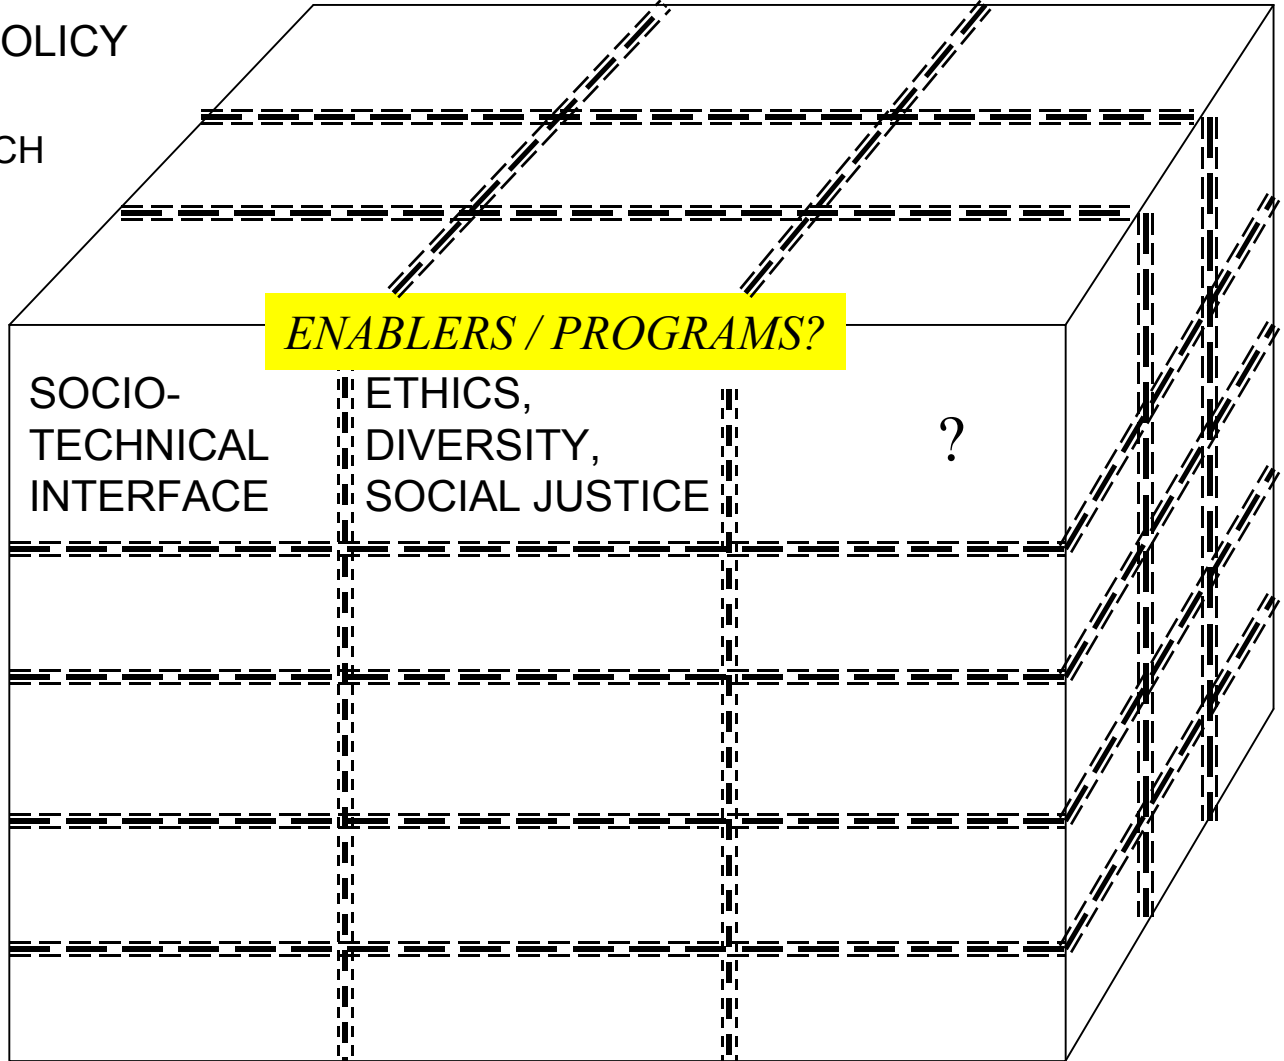 OLICY
CH
ENABLERS / PROGRAMS?
SOCIO-
TECHNICAL
INTERFACE
ETHICS,
DIVERSITY,
SOCIAL JUSTICE
?